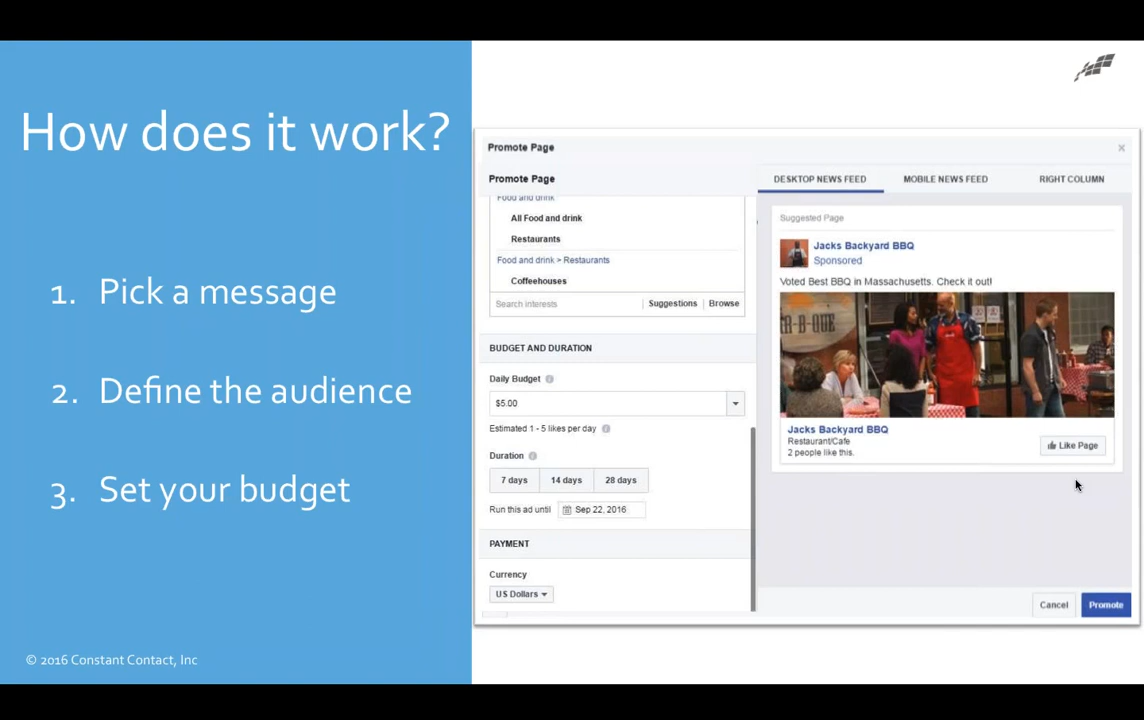 How does it work?
1. Pick a message
2. Define the audience
3. Set your budget
© 2016 Constant Contact, Inc
Promote Page
×
Promote Page
Food and drink
All Food and drink
Restaurants
Food and drink > Restaurants
Coffeehouses
Search interests | Suggestions | Browse
BUDGET AND DURATION
Daily Budget
$5.00
Estimated 1 - 5 likes per day
Duration
7 days 14 days 28 days
Run this ad until Sep 22, 2016
PAYMENT
Currency
US Dollars
DESKTOP NEWS FEED MOBILE NEWS FEED RIGHT COLUMN
Suggested Page
Jacks Backyard BBQ
Sponsored
Voted Best BBQ in Massachusetts. Check it out!
R-B-QUE
Jacks Backyard BBQ
Restaurant/Cafe
2 people like this.
Like Page
Cancel Promote